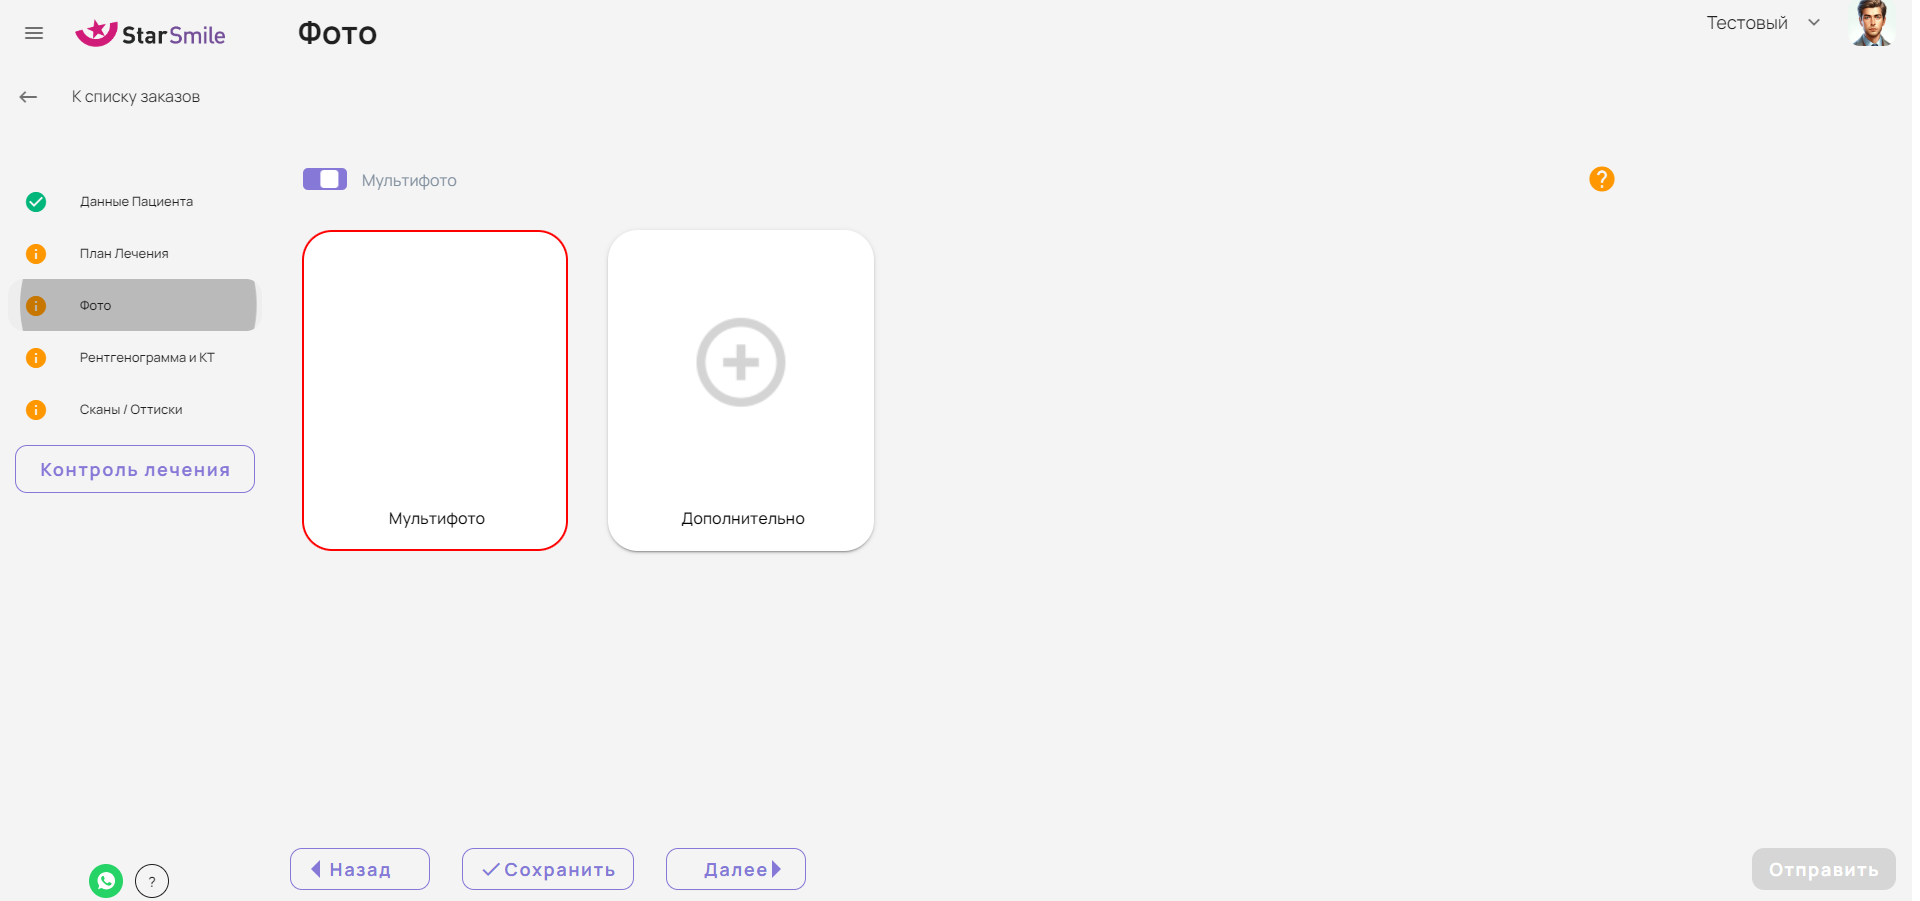 StarSmile
Фото
Тестовый
К списку заказов
Мультифото
?
Данные Пациента
План Лечения
Фото
Рентгенограмма и КТ
Сканы / Оттиски
Контроль лечения
Мультифото
Дополнительно
Назад
Сохранить
Далее
Отправить
?